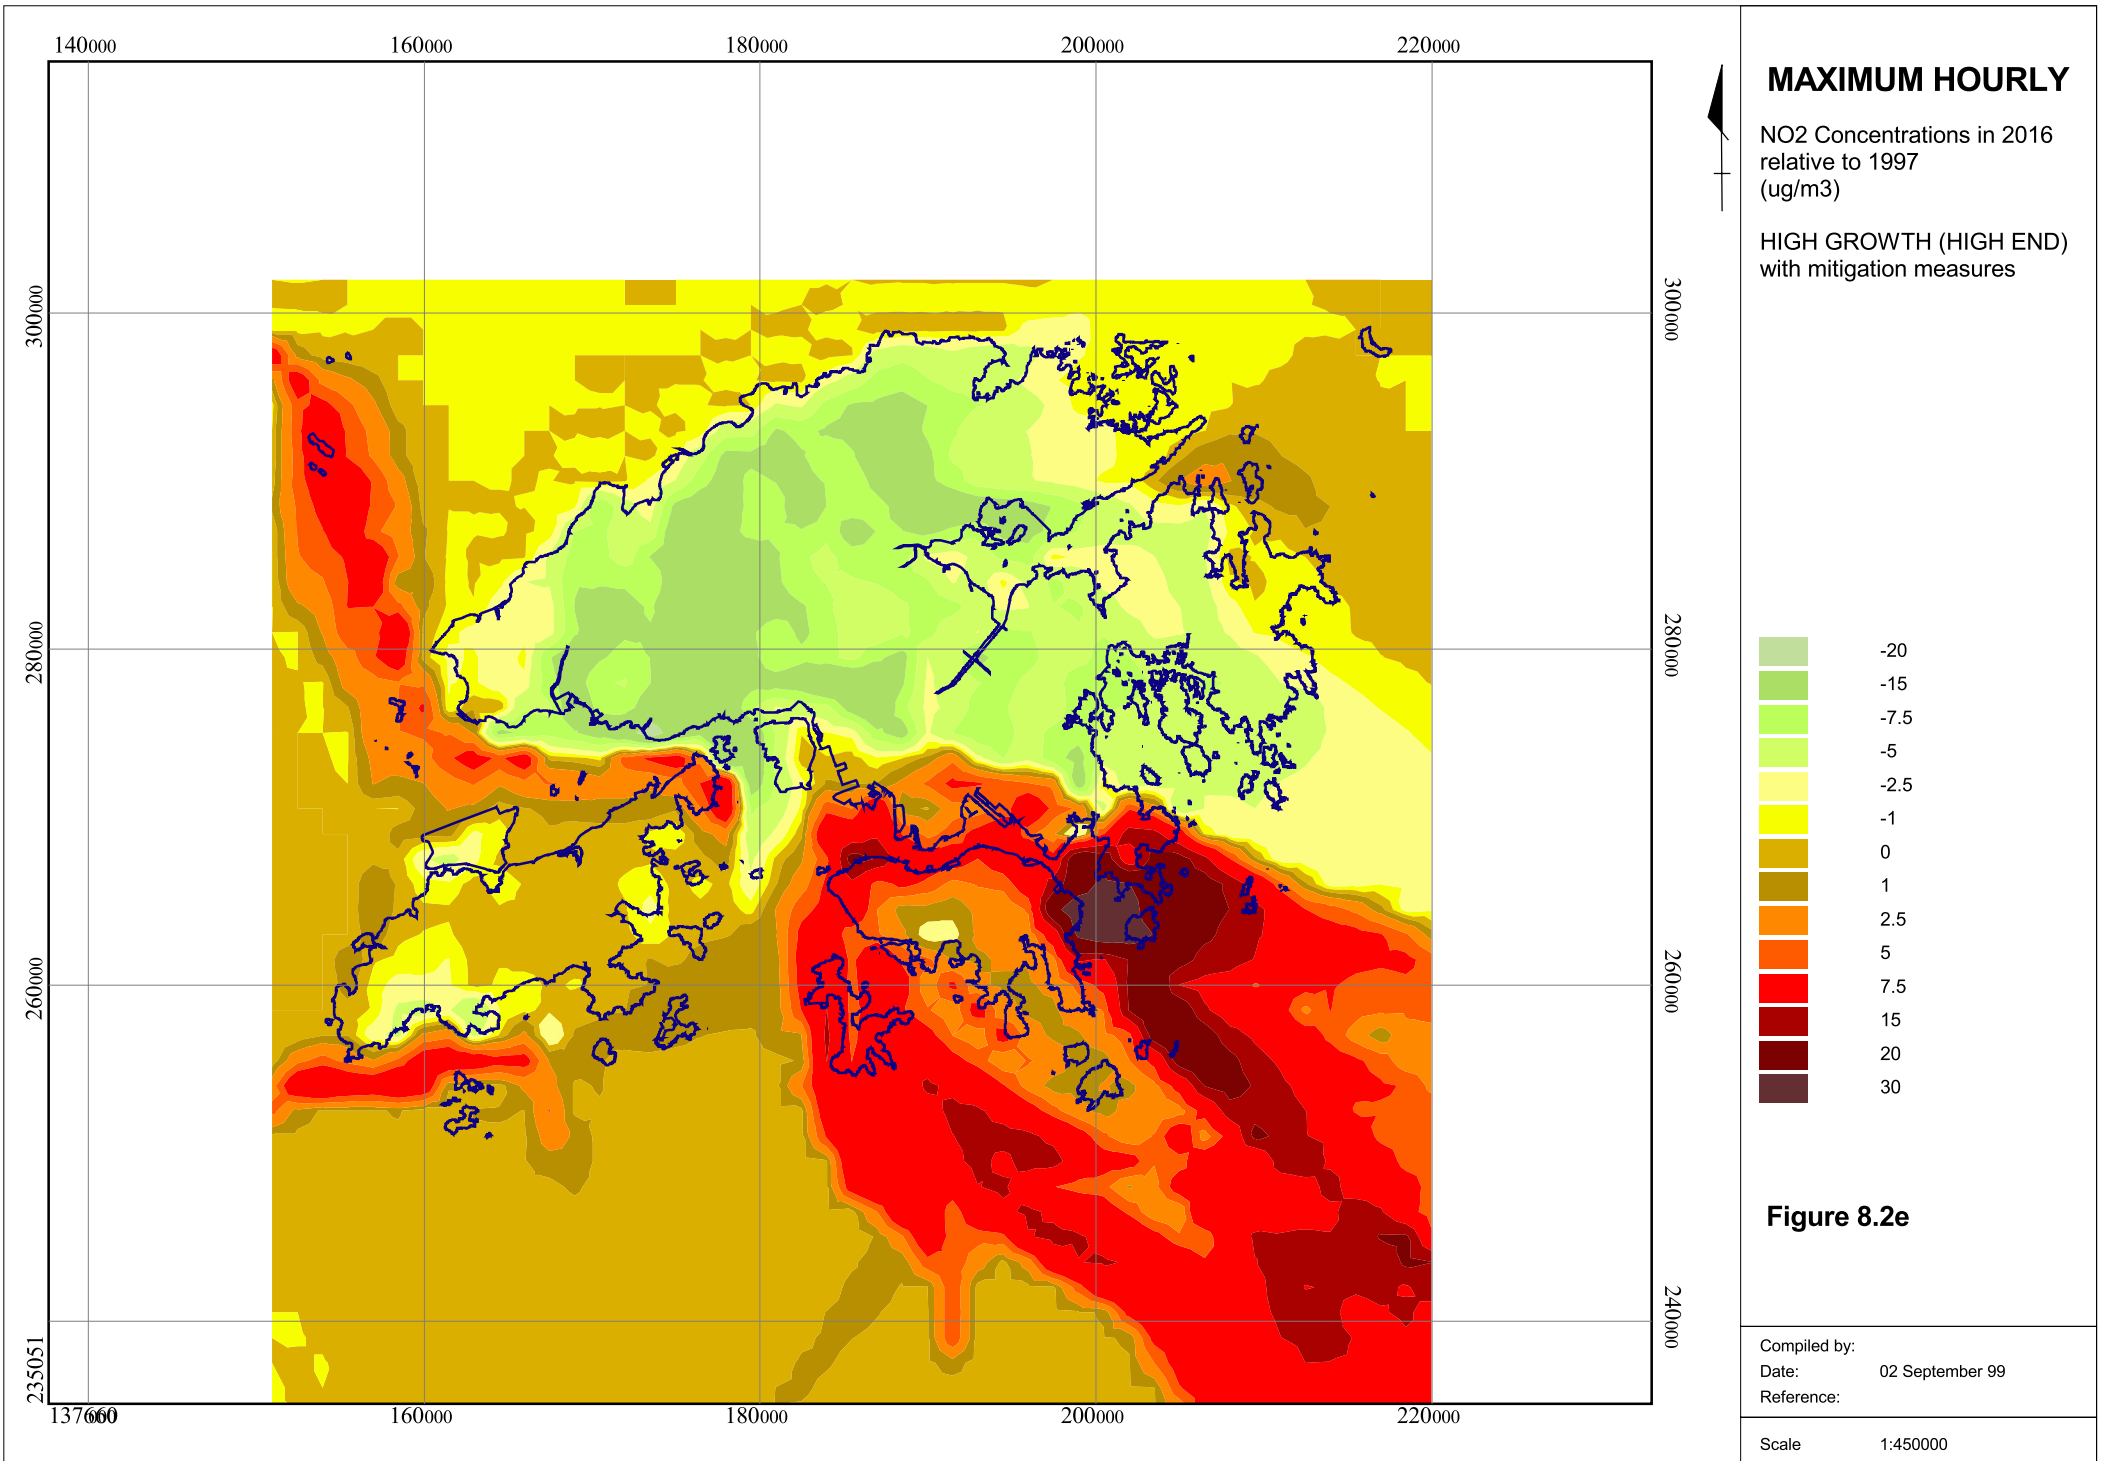 140000 160000 180000 200000 220000
300000
280000
260000
235051
300000
280000
260000
240000
137660 160000 180000 200000 220000
MAXIMUM HOURLY
NO2 Concentrations in 2016
relative to 1997
(ug/m3)
HIGH GROWTH (HIGH END)
with mitigation measures
-20
-15
-7.5
-5
-2.5
-1
0
1
2.5
5
7.5
15
20
30
Figure 8.2e
Compiled by:
Date: 02 September 99
Reference:
Scale 1:450000